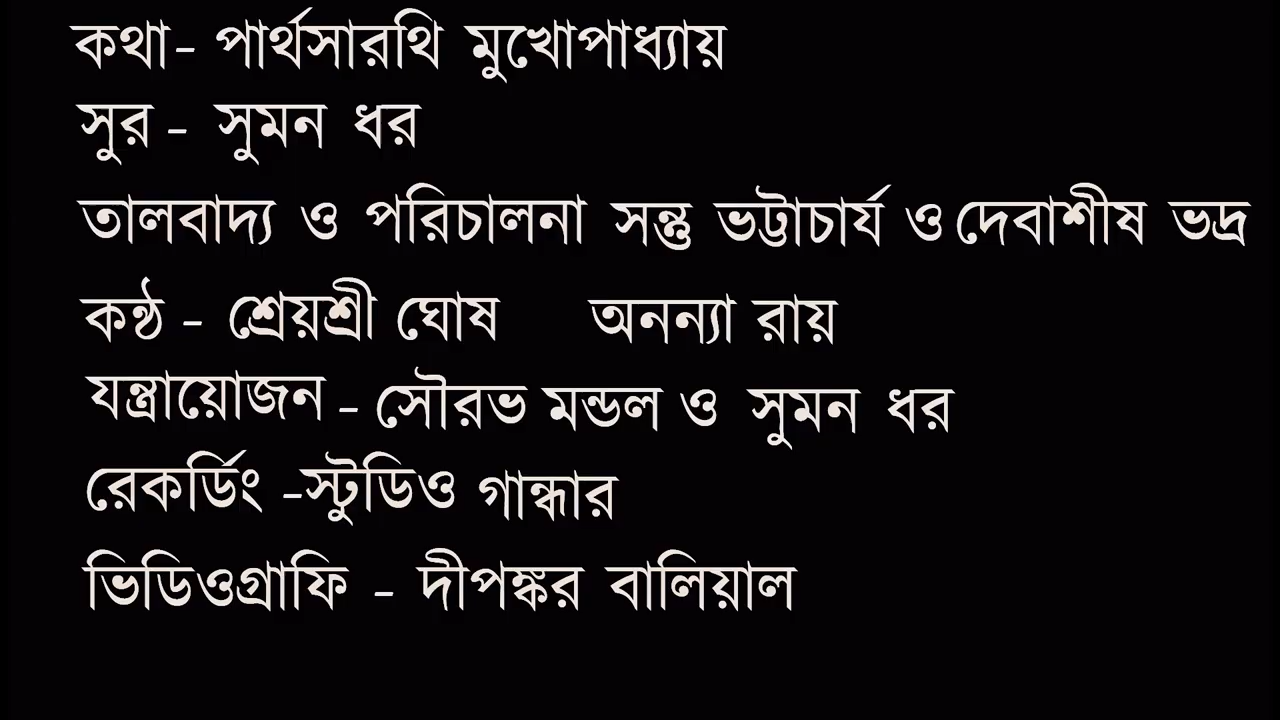 কথা- পার্থসারথি মুখোপাধ্যায়
সুর - সুমন ধর
তালবাদ্য ও পরিচালনা সন্তু ভট্টাচার্য ও দেবাশীষ ভদ্র
কন্ঠ - শ্রেয়শ্রী ঘোষ অনন্যা রায়
যন্ত্রায়োজন - সৌরভ মন্ডল ও সুমন ধর
রেকর্ডিং -স্টুডিও গান্ধার
ভিডিওগ্রাফি - দীপঙ্কর বালিয়াল